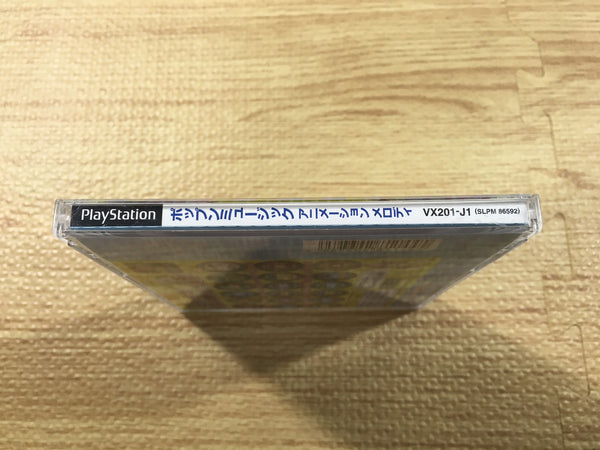 PlayStation ポップンミュージック アニメーション メロディ VX201-J1 (SLPM 86592)